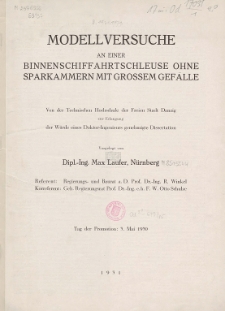 MODELLVERSUCHE
AN EINER
BINNENSCHIFFAHRTSCHLEUSE OHNE
SPARKAMMERN MIT GROSSEM GEFÄLLE
Von der Technischen Hochschule der Freien Stadt Danzig
zur Erlangung
der Würde eines Doktor-Ingenieurs genehmigte Dissertation
Vorgelegt von
Dipl.-Ing. Max Laufer, Nürnberg
Referent: Regierungs- und Baurat a. D. Prof. Dr.-Ing. R. Winkel
Korreferent: Geh. Regierungsrat Prof. Dr.-Ing. e. h. F. W. Otto-Schulze
Tag der Promotion: 5. Mai 1930
1931